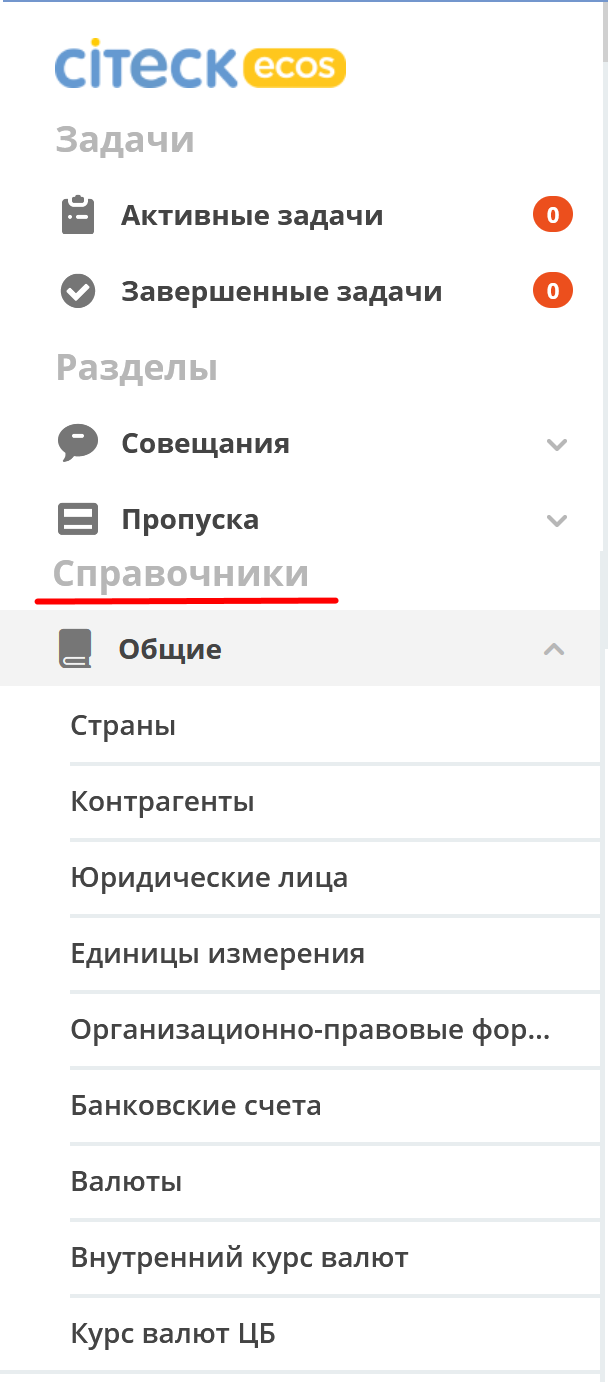 citeck ecos
Задачи
Активные задачи 0
Завершенные задачи 0
Разделы
Совещания
Пропуска
Справочники
Общие
Страны
Контрагенты
Юридические лица
Единицы измерения
Организационно-правовые фор...
Банковские счета
Валюты
Внутренний курс валют
Курс валют ЦБ